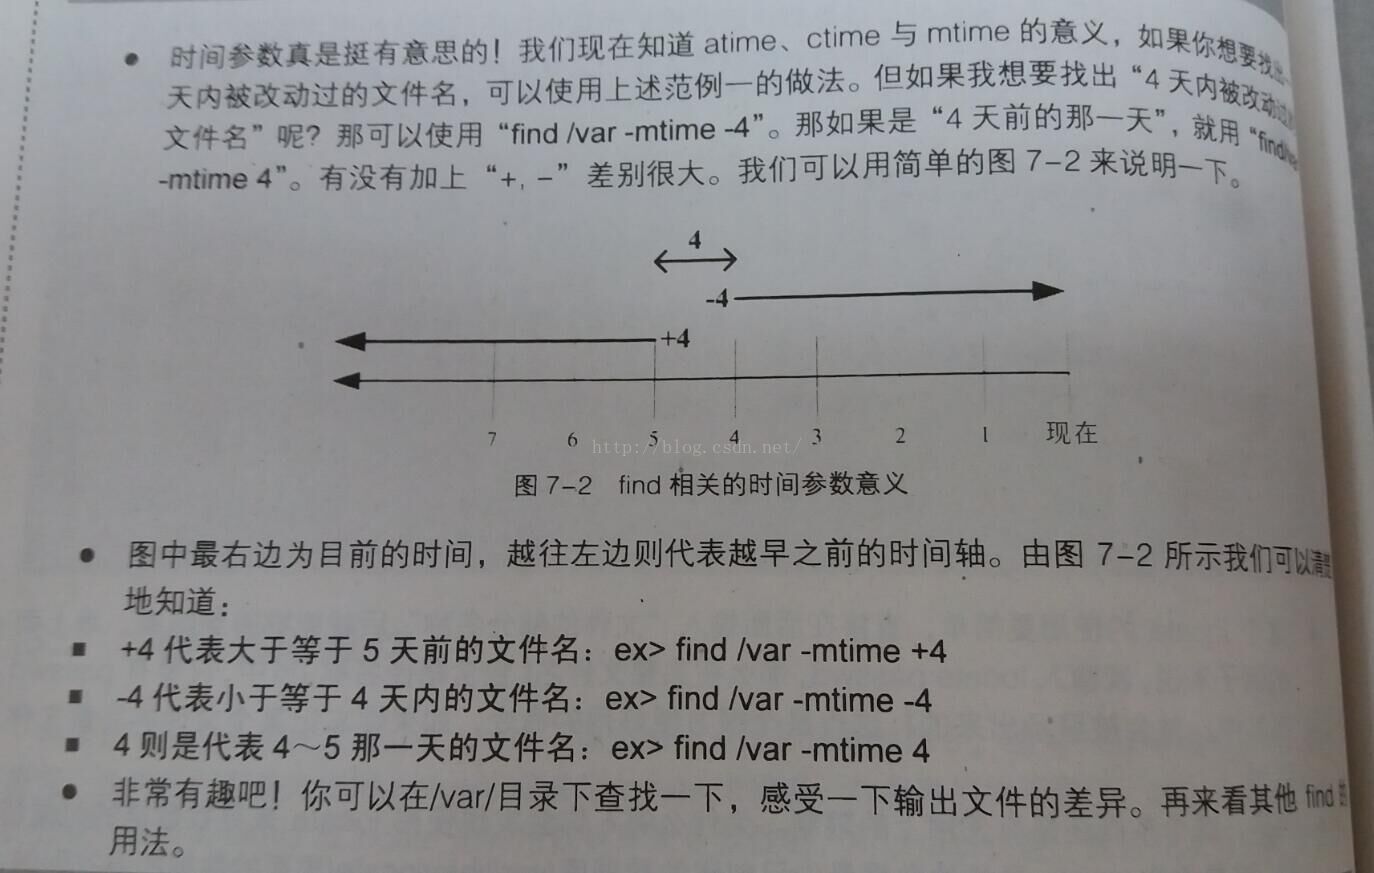 ● 时间参数真是挺有意思的！我们现在知道 atime、ctime 与 mtime 的意义，如果你想要找出一
天内被改动过的文件名，可以使用上述范例一的做法。但如果我想要找出“4 天内被改动过的
文件名”呢？那可以使用“find /var -mtime -4”。那如果是“4 天前的那一天”，就用“find
-mtime 4”。有没有加上“+, -”差别很大。我们可以用简单的图 7-2 来说明一下。
4
-4
+4
7 6 5 4 3 2 1 现在
http://blog.csdn.net/
图 7-2 find 相关的时间参数意义
● 图中最右边为目前的时间，越往左边则代表越早之前的时间轴。由图 7-2 所示我们可以清楚
地知道：
■ +4 代表大于等于 5 天前的文件名：ex> find /var -mtime +4
■ -4 代表小于等于 4 天内的文件名：ex> find /var -mtime -4
■ 4 则是代表 4～5 那一天的文件名：ex> find /var -mtime 4
● 非常有趣吧！你可以在/var/目录下查找一下，感受一下输出文件的差异。再来看其他 find 的
用法。